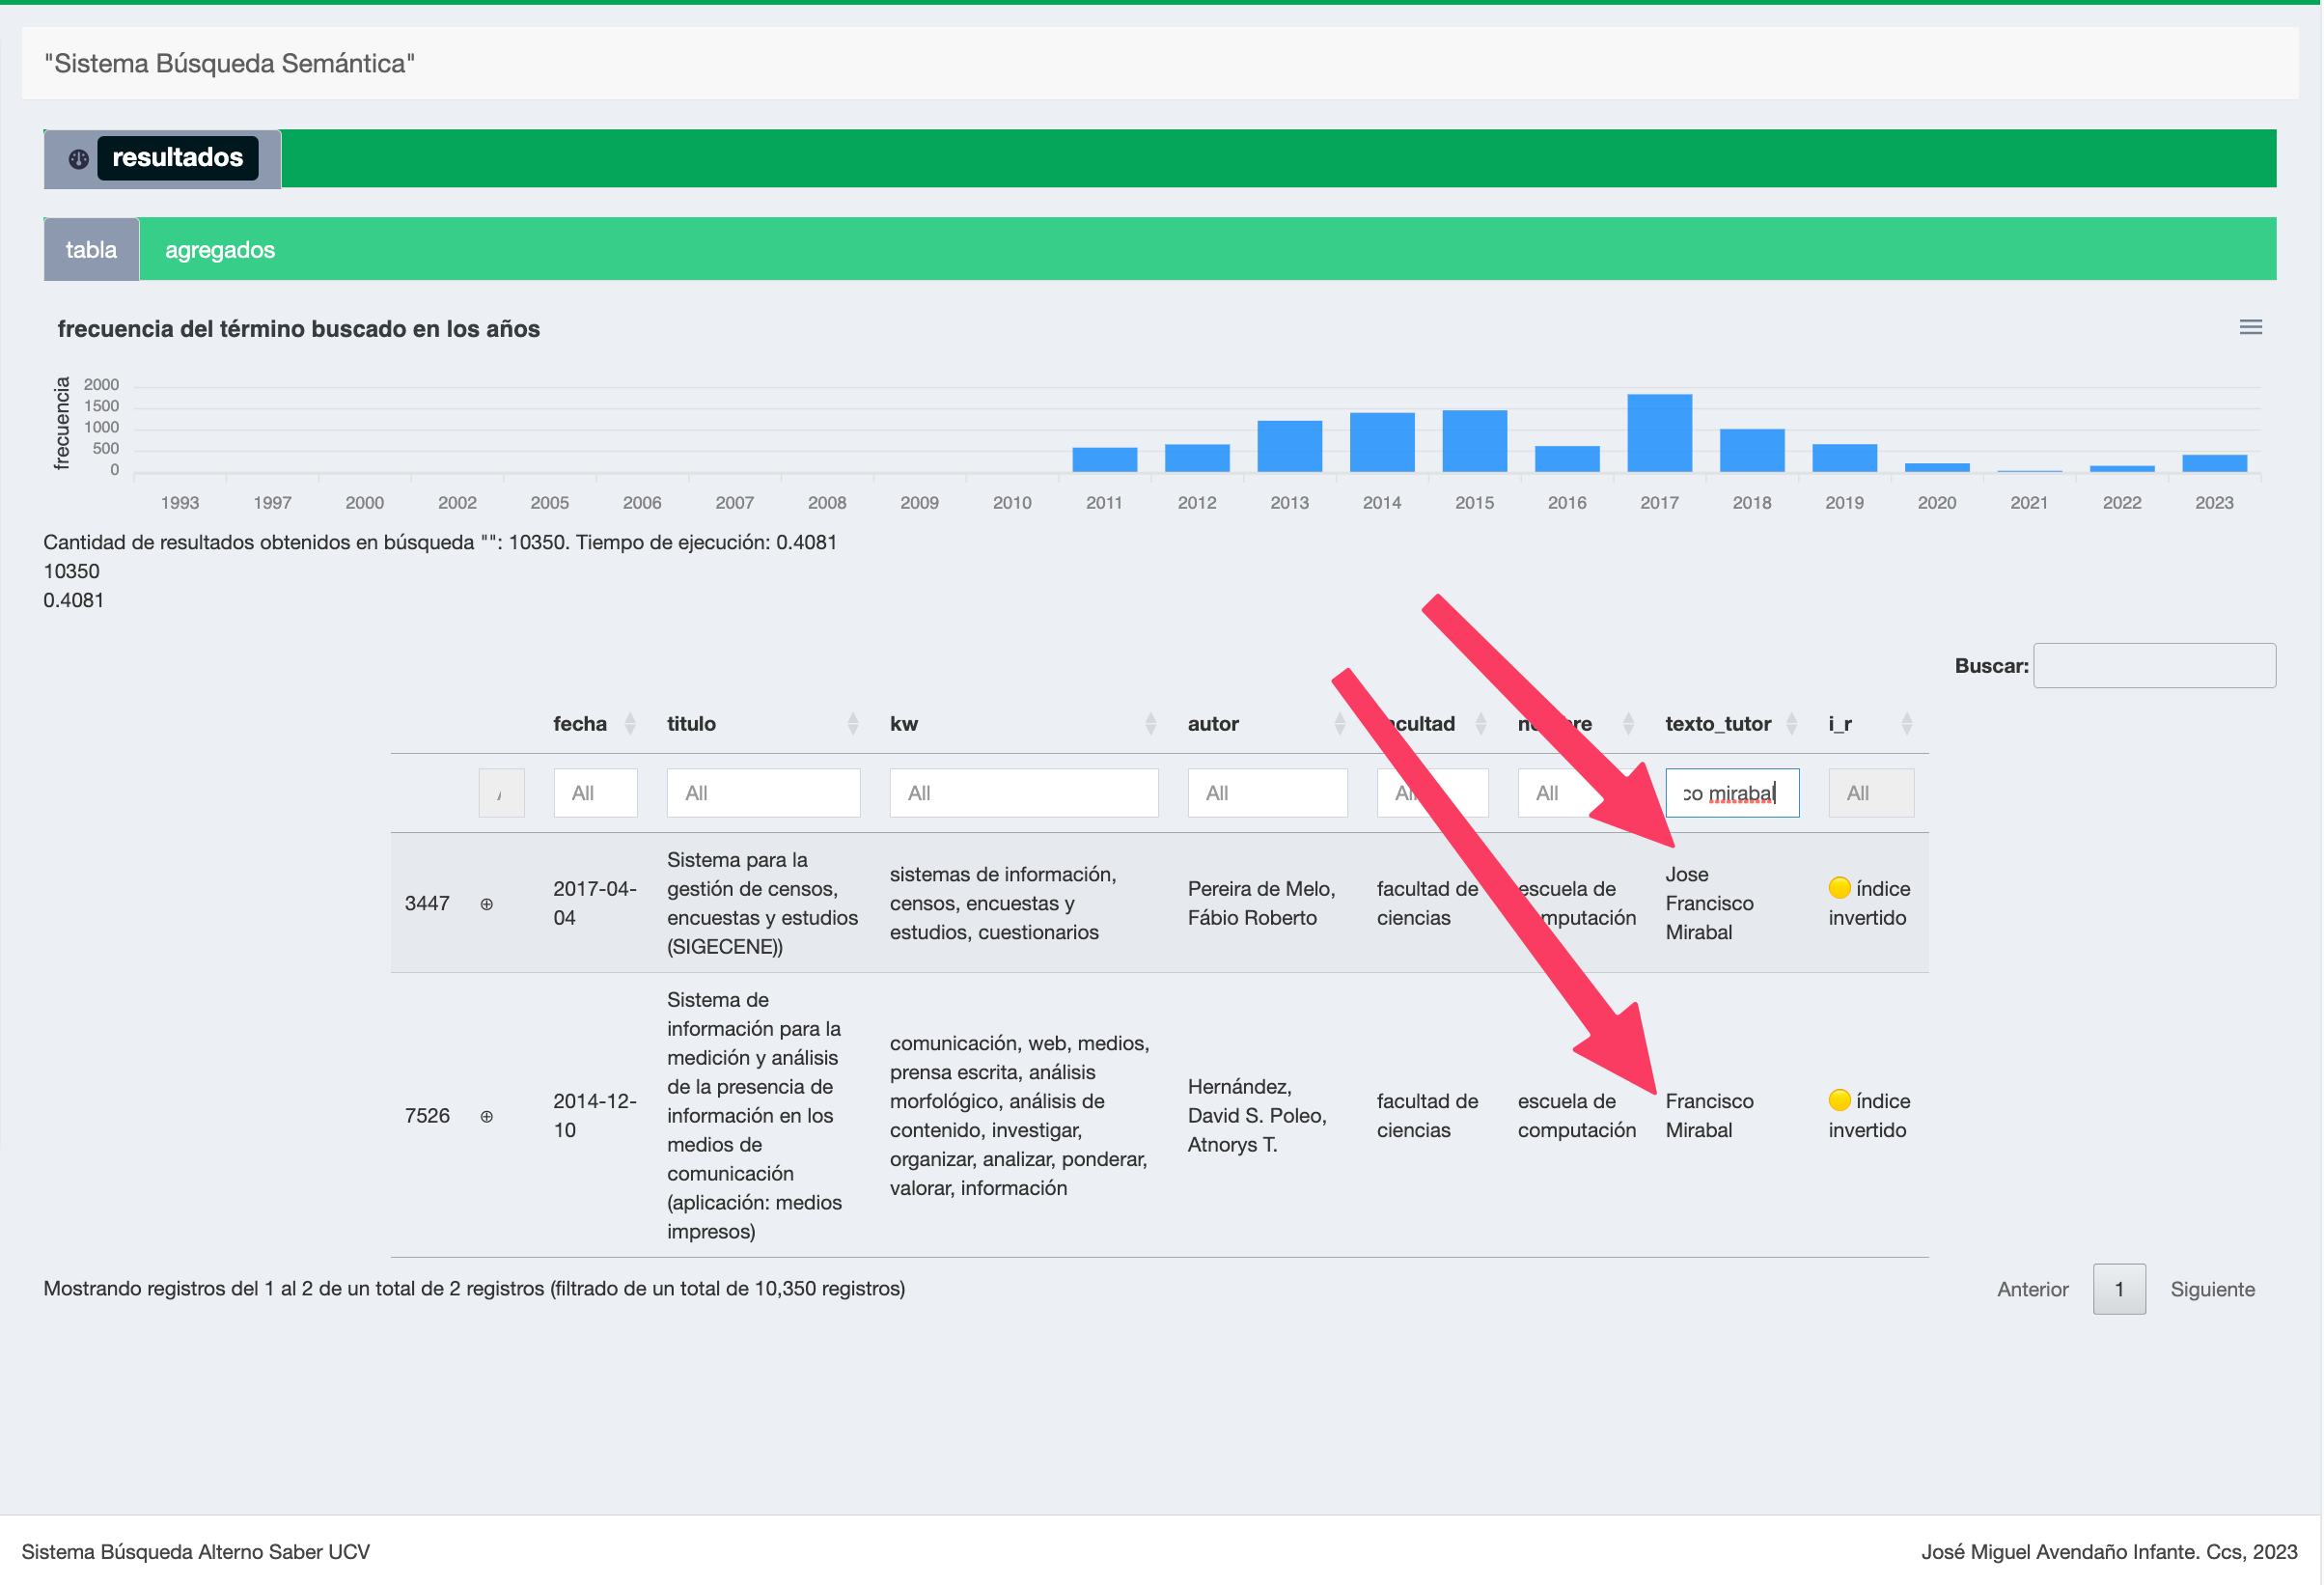 "Sistema Búsqueda Semántica"
resultados
tabla agregados
frecuencia del término buscado en los años
frecuencia
2000
1500
1000
500
0
1993 1997 2000 2002 2005 2006 2007 2008 2009 2010 2011 2012 2013 2014 2015 2016 2017 2018 2019 2020 2021 2022 2023
Cantidad de resultados obtenidos en búsqueda "": 10350. Tiempo de ejecución: 0.4081
10350
0.4081
Buscar:
fecha titulo kw autor texto_tutor i_r
All All All All All All co mirabal All
3447
⊕
2017-04-
04
Sistema para la
gestión de censos,
encuestas y estudios
(SIGECENE))
sistemas de información,
censos, encuestas y
estudios, cuestionarios
Pereira de Melo,
Fábio Roberto
facultad de
ciencias
escuela de
computación
Jose
Francisco
Mirabal
índice
invertido
7526
⊕
2014-12-
10
Sistema de
información para la
medición y análisis
de la presencia de
información en los
medios de
comunicación
(aplicación: medios
impresos)
comunicación, web, medios,
prensa escrita, análisis
morfológico, análisis de
contenido, investigar,
organizar, analizar, ponderar,
valorar, información
Hernández,
David S. Poleo,
Atnorys T.
facultad de
ciencias
escuela de
computación
Francisco
Mirabal
índice
invertido
Mostrando registros del 1 al 2 de un total de 2 registros (filtrado de un total de 10,350 registros)
Anterior 1 Siguiente
Sistema Búsqueda Alterno Saber UCV
José Miguel Avendaño Infante. Ccs, 2023